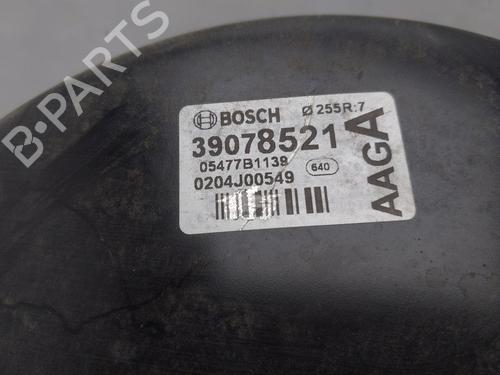 B-PARTS
BOSCH Ø 255R:7
39078521
05477B1139
640
0204J00549
AAGA